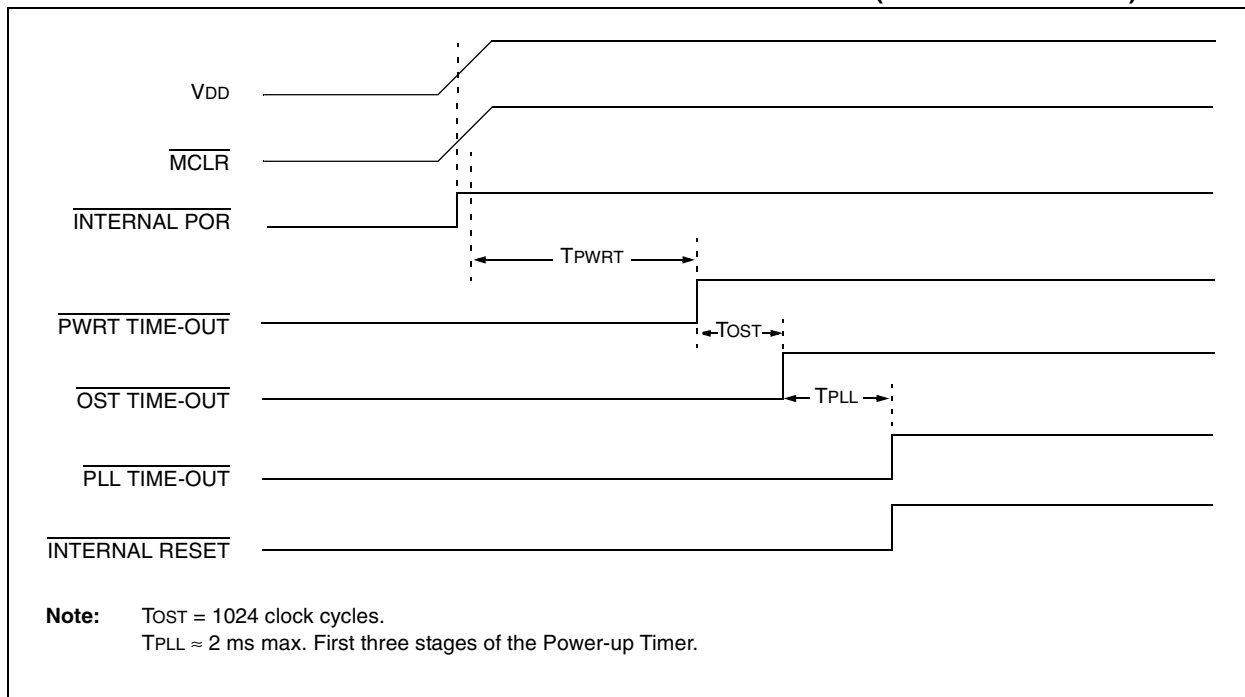 VDD
MCLR
INTERNAL POR
TPWRT
PWRT TIME-OUT
TOST
OST TIME-OUT
TPLL
PLL TIME-OUT
INTERNAL RESET
Note: TOST = 1024 clock cycles.
TPLL ≈ 2 ms max. First three stages of the Power-up Timer.